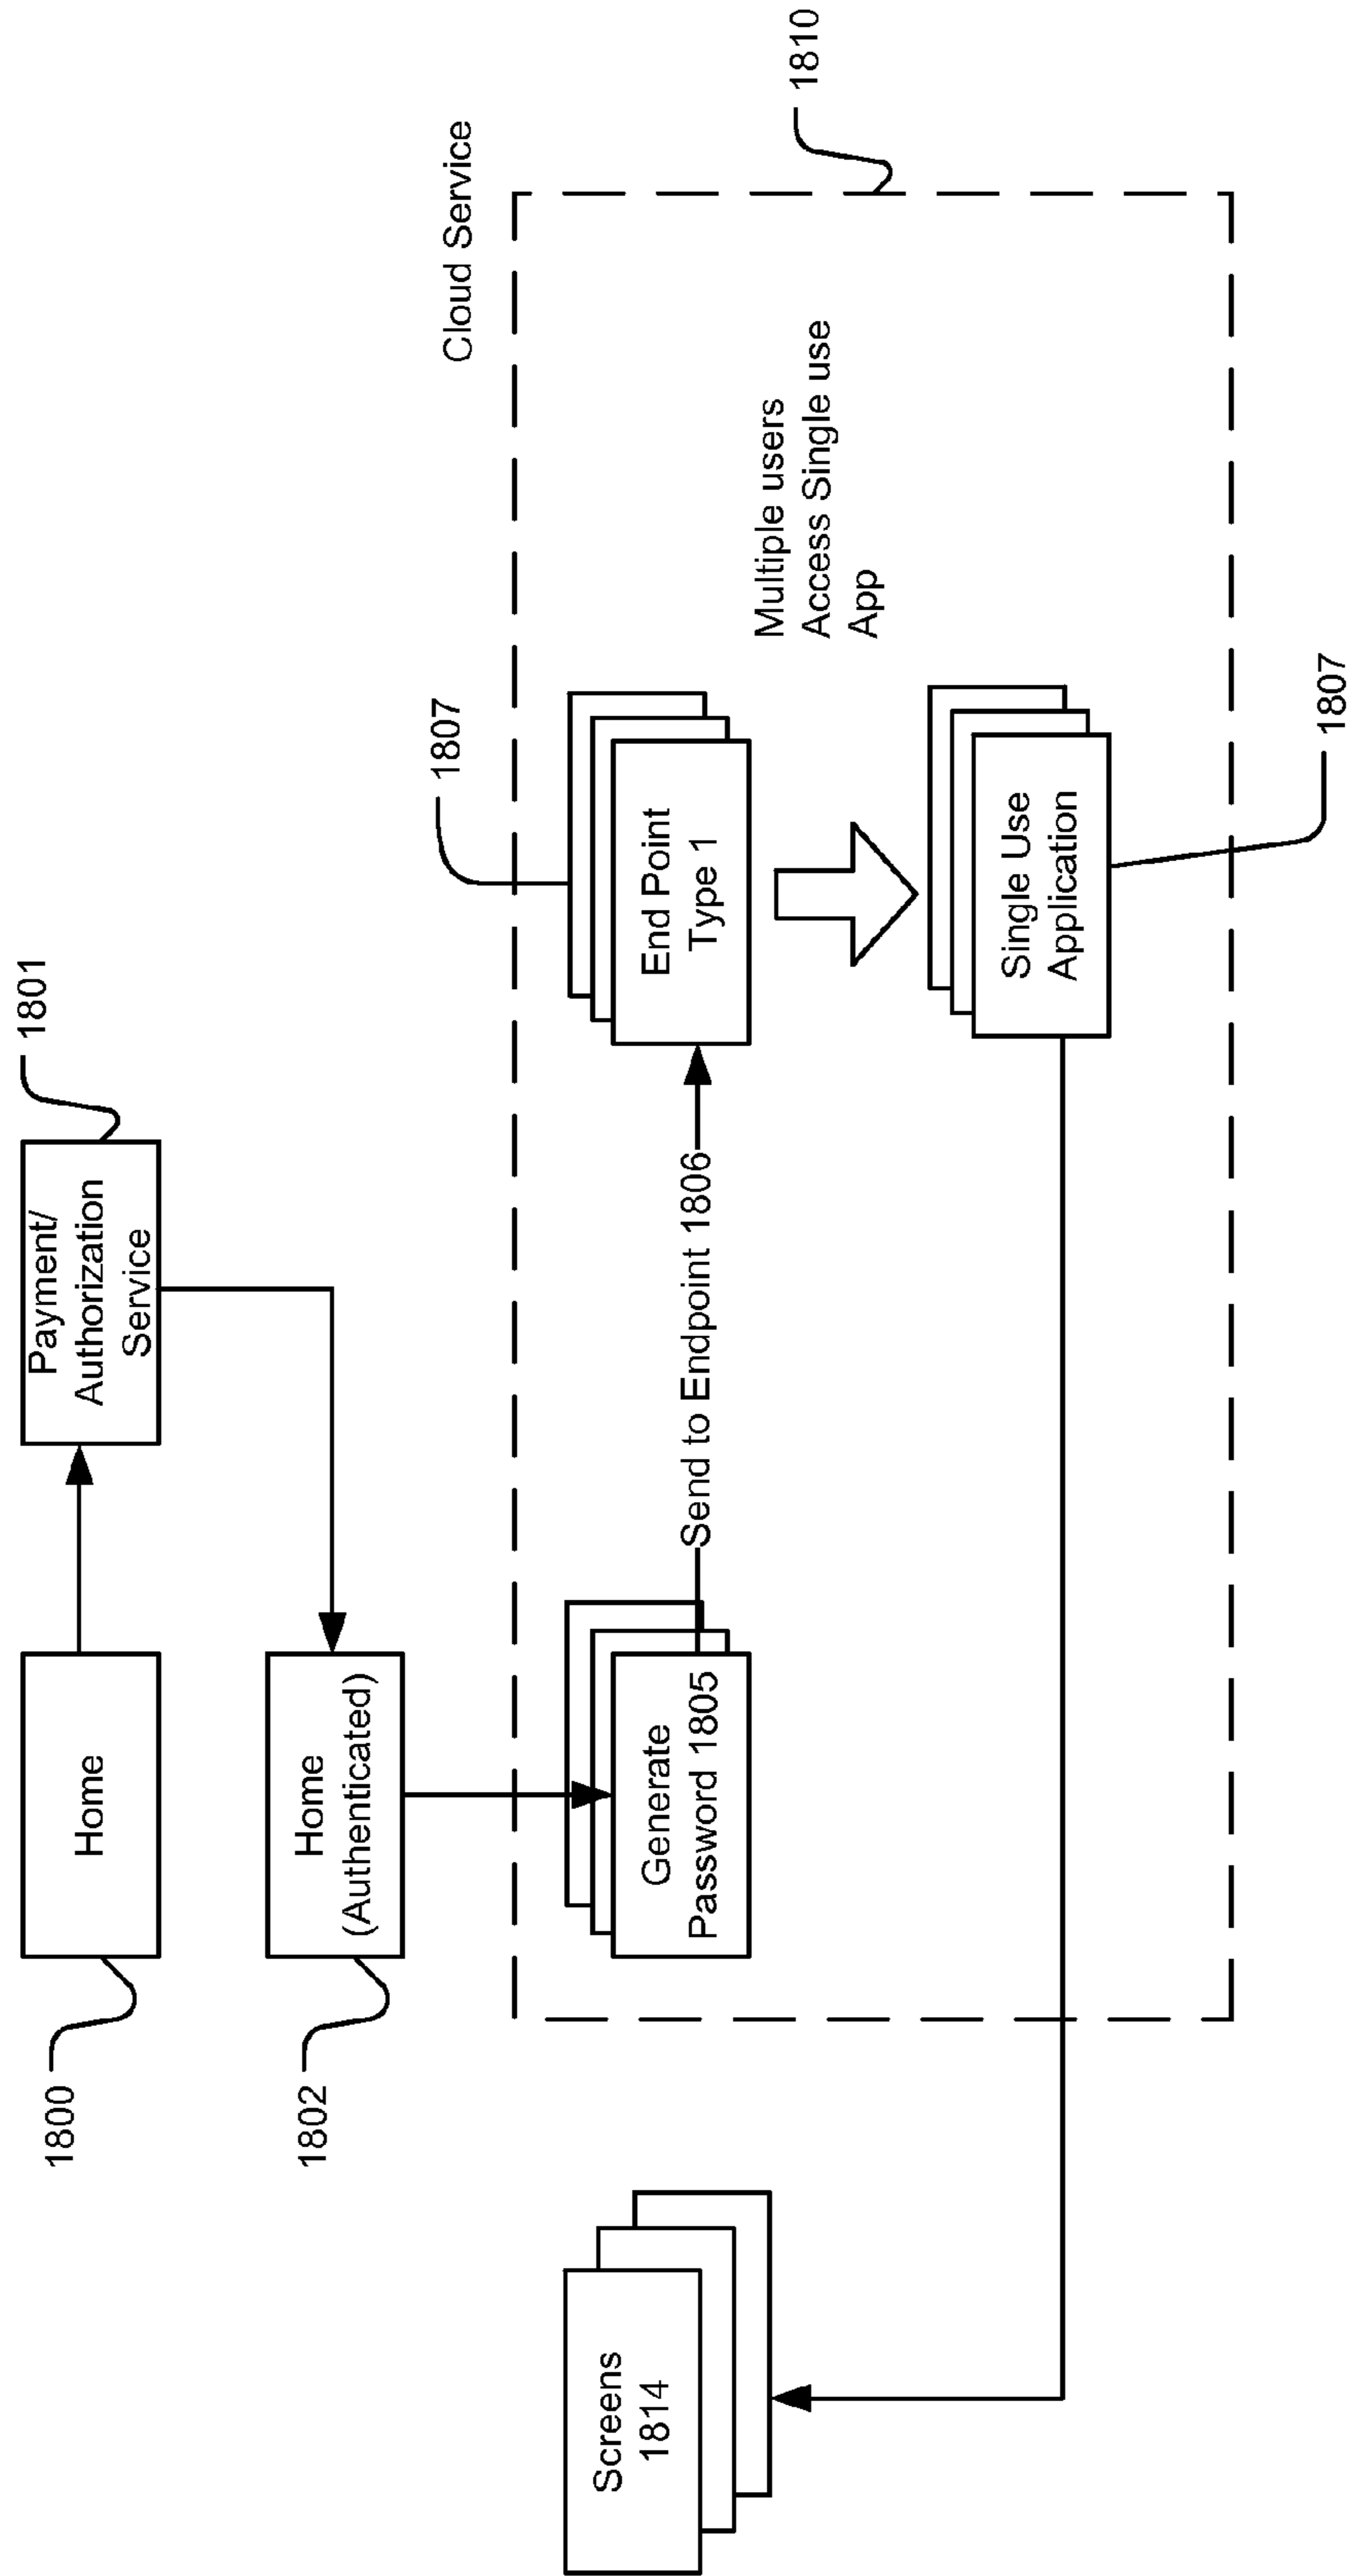 1800
Home
Payment/
Authorization
Service
1801
1802
Home
(Authenticated)
Cloud Service
1810
1807
Screens
1814
Generate
Password 1805
Send to Endpoint 1806
End Point
Type 1
Multiple users
Access Single use
App
Single Use
Application
1807